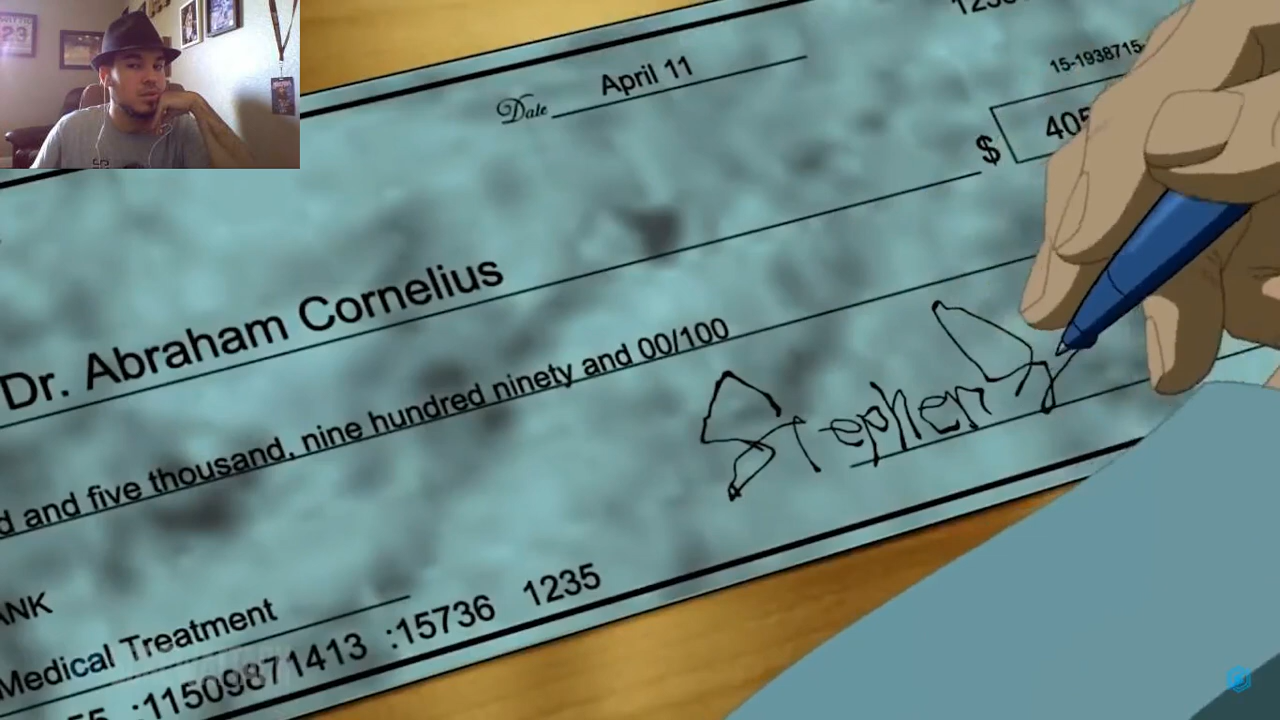 Date April 11
15-1938715-
$ 405
Dr. Abraham Cornelius
and five thousand, nine hundred ninety and 00/100
Stephen
Medical Treatment
:11509871413 :15736 1235
23